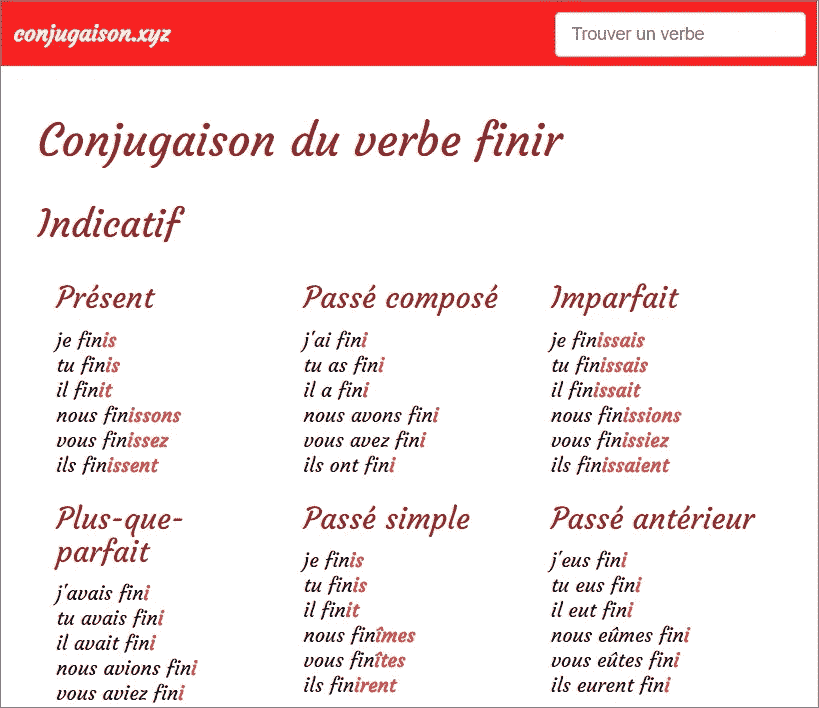 conjugaison.xyz
Trouver un verbe
Conjugaison du verbe finir
Indicatif
Présent
je finis
tu finis
il finit
nous finissons
vous finissez
ils finissent
Passé composé
j'ai fini
tu as fini
il a fini
nous avons fini
vous avez fini
ils ont fini
Imparfait
je finissais
tu finissais
il finissait
nous finissions
vous finissiez
ils finissaient
Plus-que-
parfait
j'avais fini
tu avais fini
il avait fini
nous avions fini
vous aviez fini
Passé simple
je finis
tu finis
il finit
nous finîmes
vous finîtes
ils finirent
Passé antérieur
j'eus fini
tu eus fini
il eut fini
nous eûmes fini
vous eûtes fini
ils eurent fini